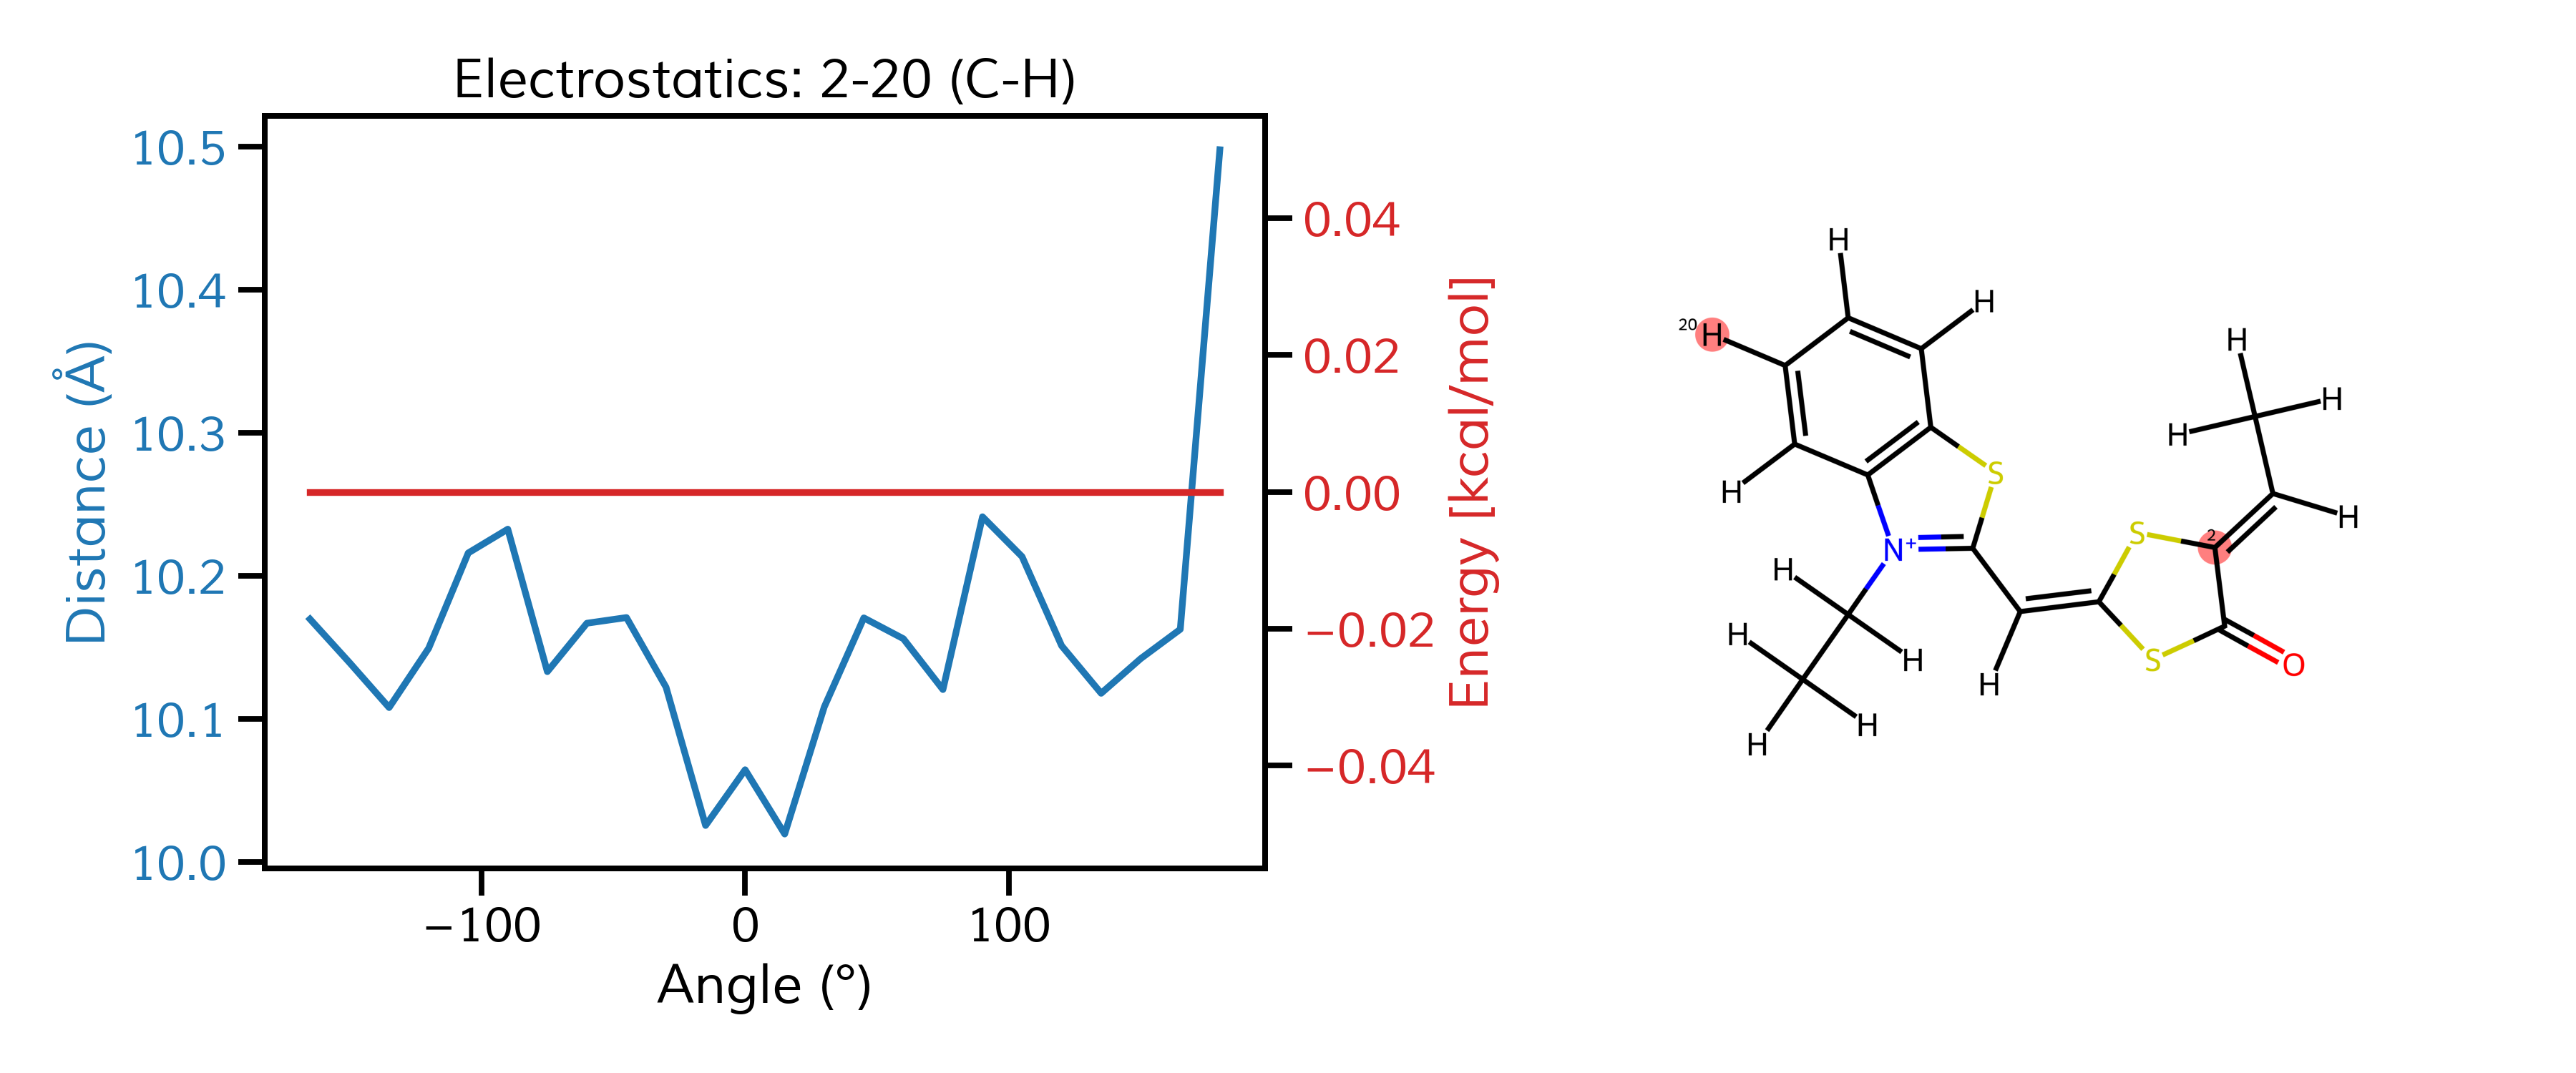 Electrostatics: 2-20 (C-H)
Distance (Å)
10.5
10.4
10.3
10.2
10.1
10.0
−100
0
100
Angle (°)
0.04
0.02
0.00
−0.02
−0.04
Energy [kcal/mol]
H
H
20 H
H
H
H
H
S
H
S
2
N+
H
H
H
S
O
H
H
H